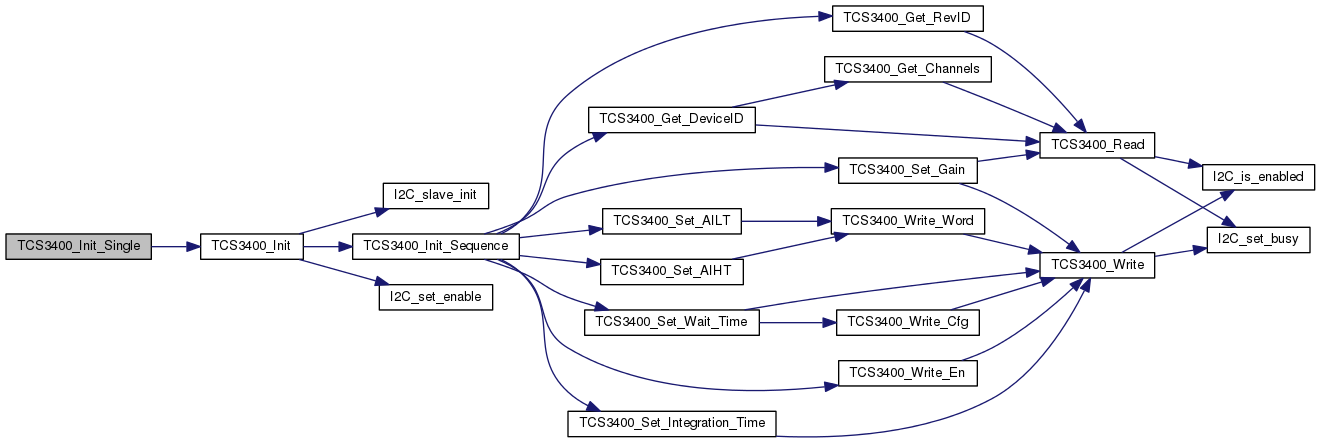 TCS3400_Init_Single
TCS3400_Init
I2C_slave_init
TCS3400_Init_Sequence
I2C_set_enable
TCS3400_Get_RevID
TCS3400_Get_Channels
TCS3400_Get_DeviceID
TCS3400_Set_Gain
TCS3400_Set_AILT
TCS3400_Write_Word
TCS3400_Set_AIHT
TCS3400_Set_Wait_Time
TCS3400_Write_Cfg
TCS3400_Write_En
TCS3400_Set_Integration_Time
TCS3400_Read
TCS3400_Write
I2C_is_enabled
I2C_set_busy